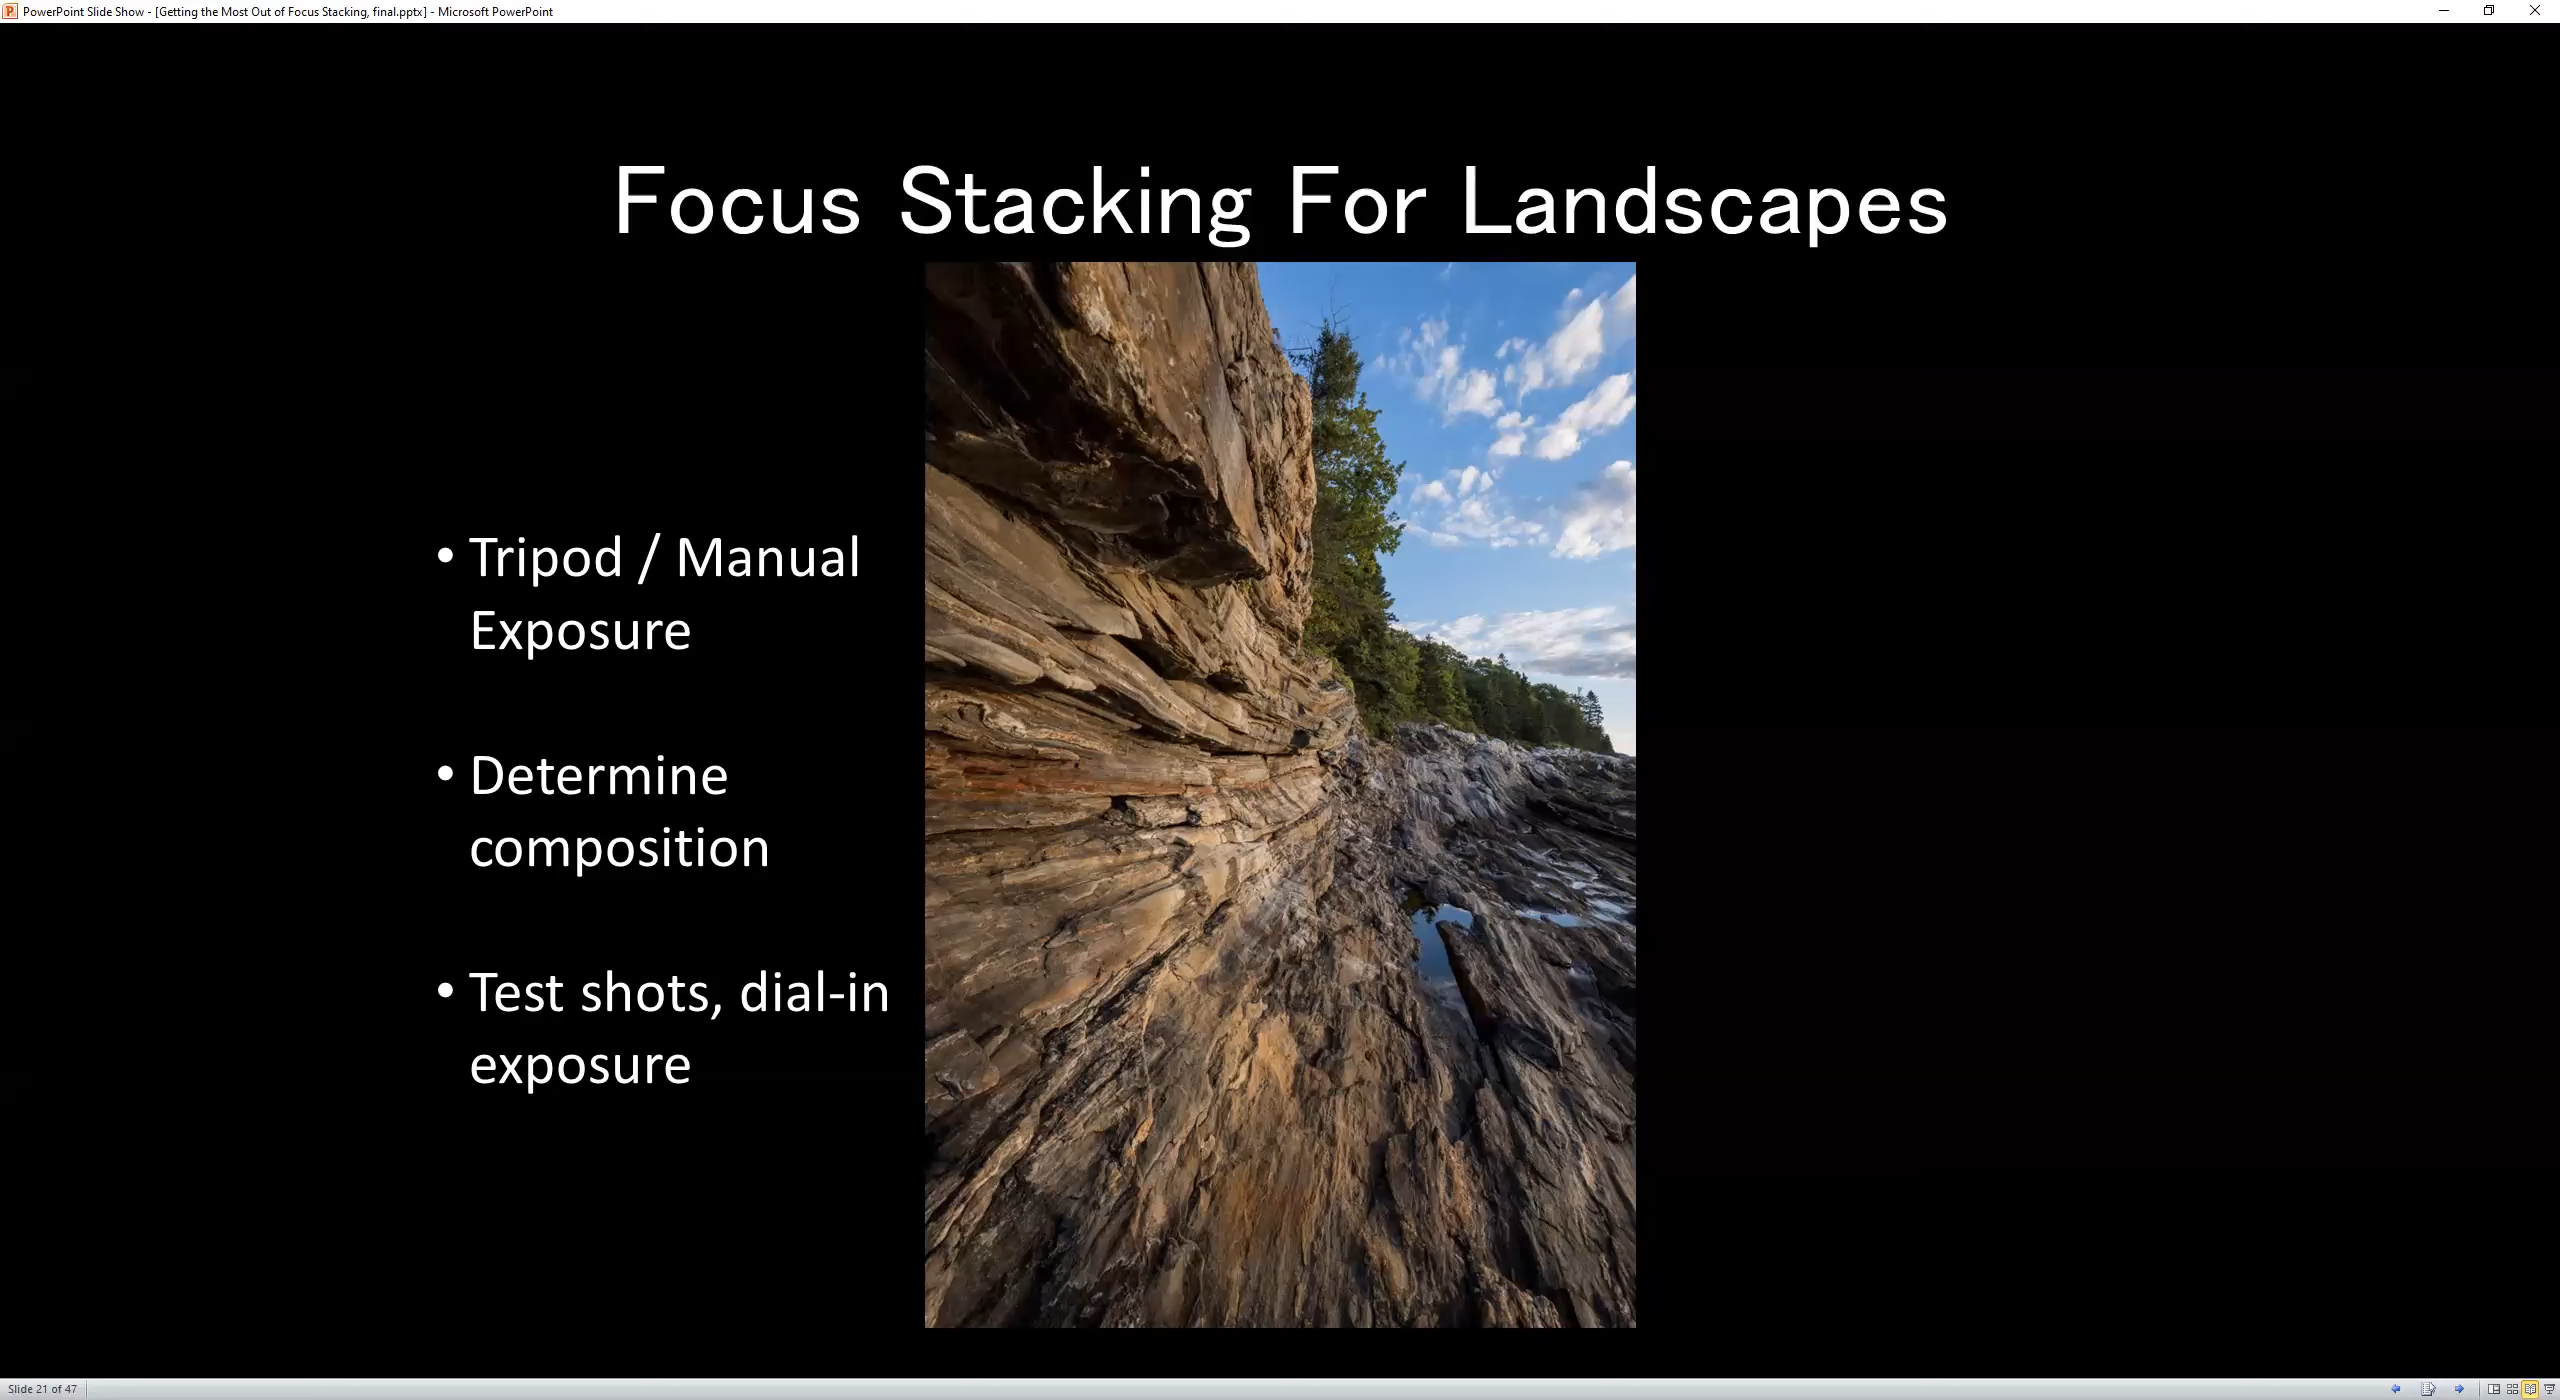 PowerPoint Slide Show - [Getting the Most Out of Focus Stacking, final.pptx] - Microsoft PowerPoint
Focus Stacking For Landscapes
• Tripod / Manual
Exposure
• Determine
composition
• Test shots, dial-in
exposure
Slide 21 of 47